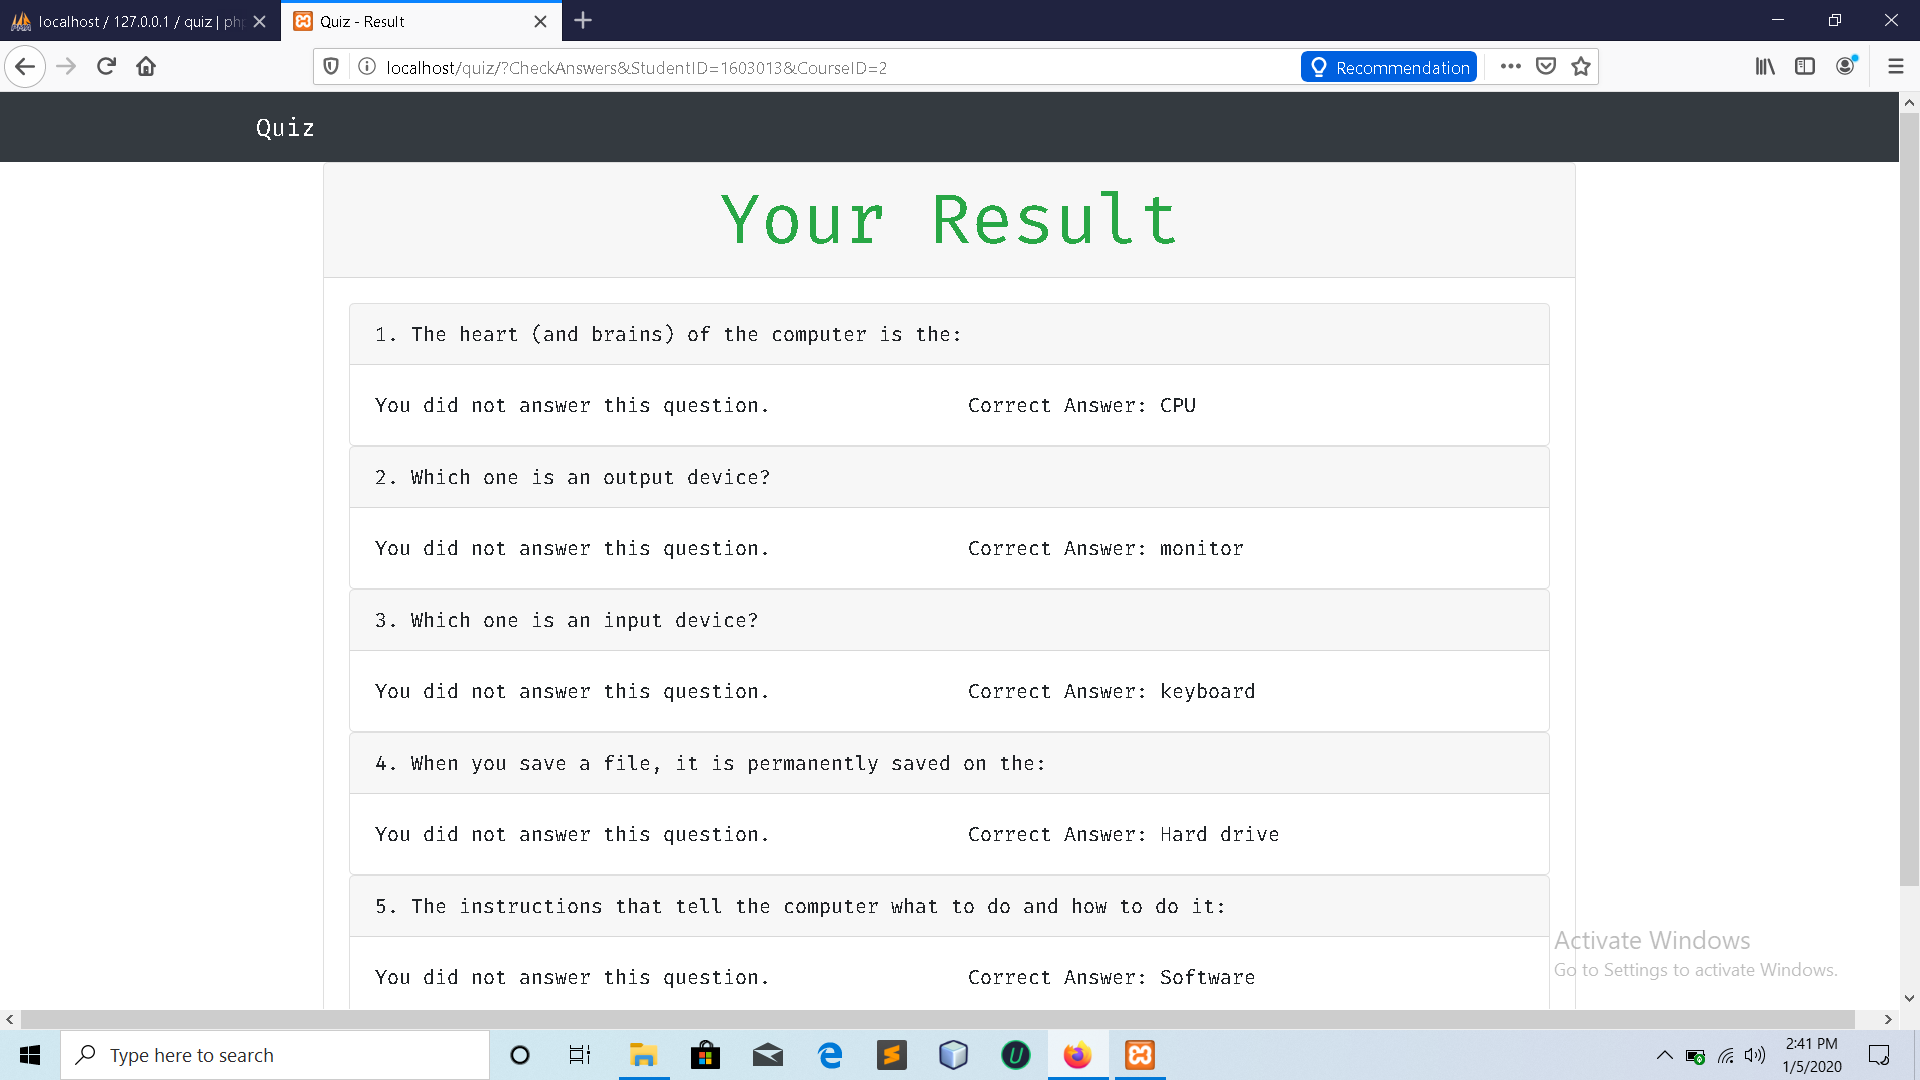 localhost / 127.0.0.1 / quiz | php
Quiz - Result
localhost/quiz/?CheckAnswers&StudentID=1603013&CourseID=2
Recommendation
Quiz
Your Result
1. The heart (and brains) of the computer is the:
You did not answer this question. Correct Answer: CPU
2. Which one is an output device?
You did not answer this question. Correct Answer: monitor
3. Which one is an input device?
You did not answer this question. Correct Answer: keyboard
4. When you save a file, it is permanently saved on the:
You did not answer this question. Correct Answer: Hard drive
5. The instructions that tell the computer what to do and how to do it:
You did not answer this question. Correct Answer: Software
Activate Windows
Go to Settings to activate Windows.
Type here to search
2:41 PM
1/5/2020